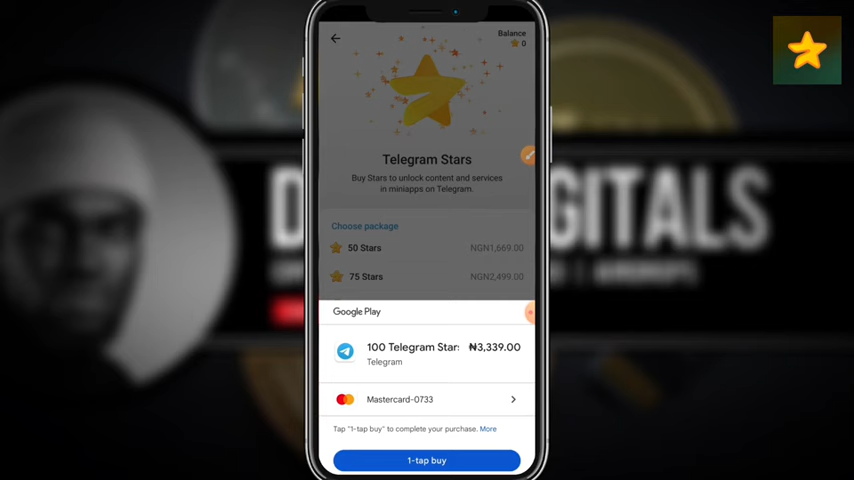 Balance
0
Telegram Stars
Buy Stars to unlock content and services
in miniapps on Telegram.
Choose package
50 Stars NGN1,669.00
75 Stars NGN2,499.00
Google Play
100 Telegram Star: ₦3,339.00
Telegram
Mastercard-0733
Tap "1-tap buy" to complete your purchase. More
1-tap buy
D
GITALS
AIRDROPS